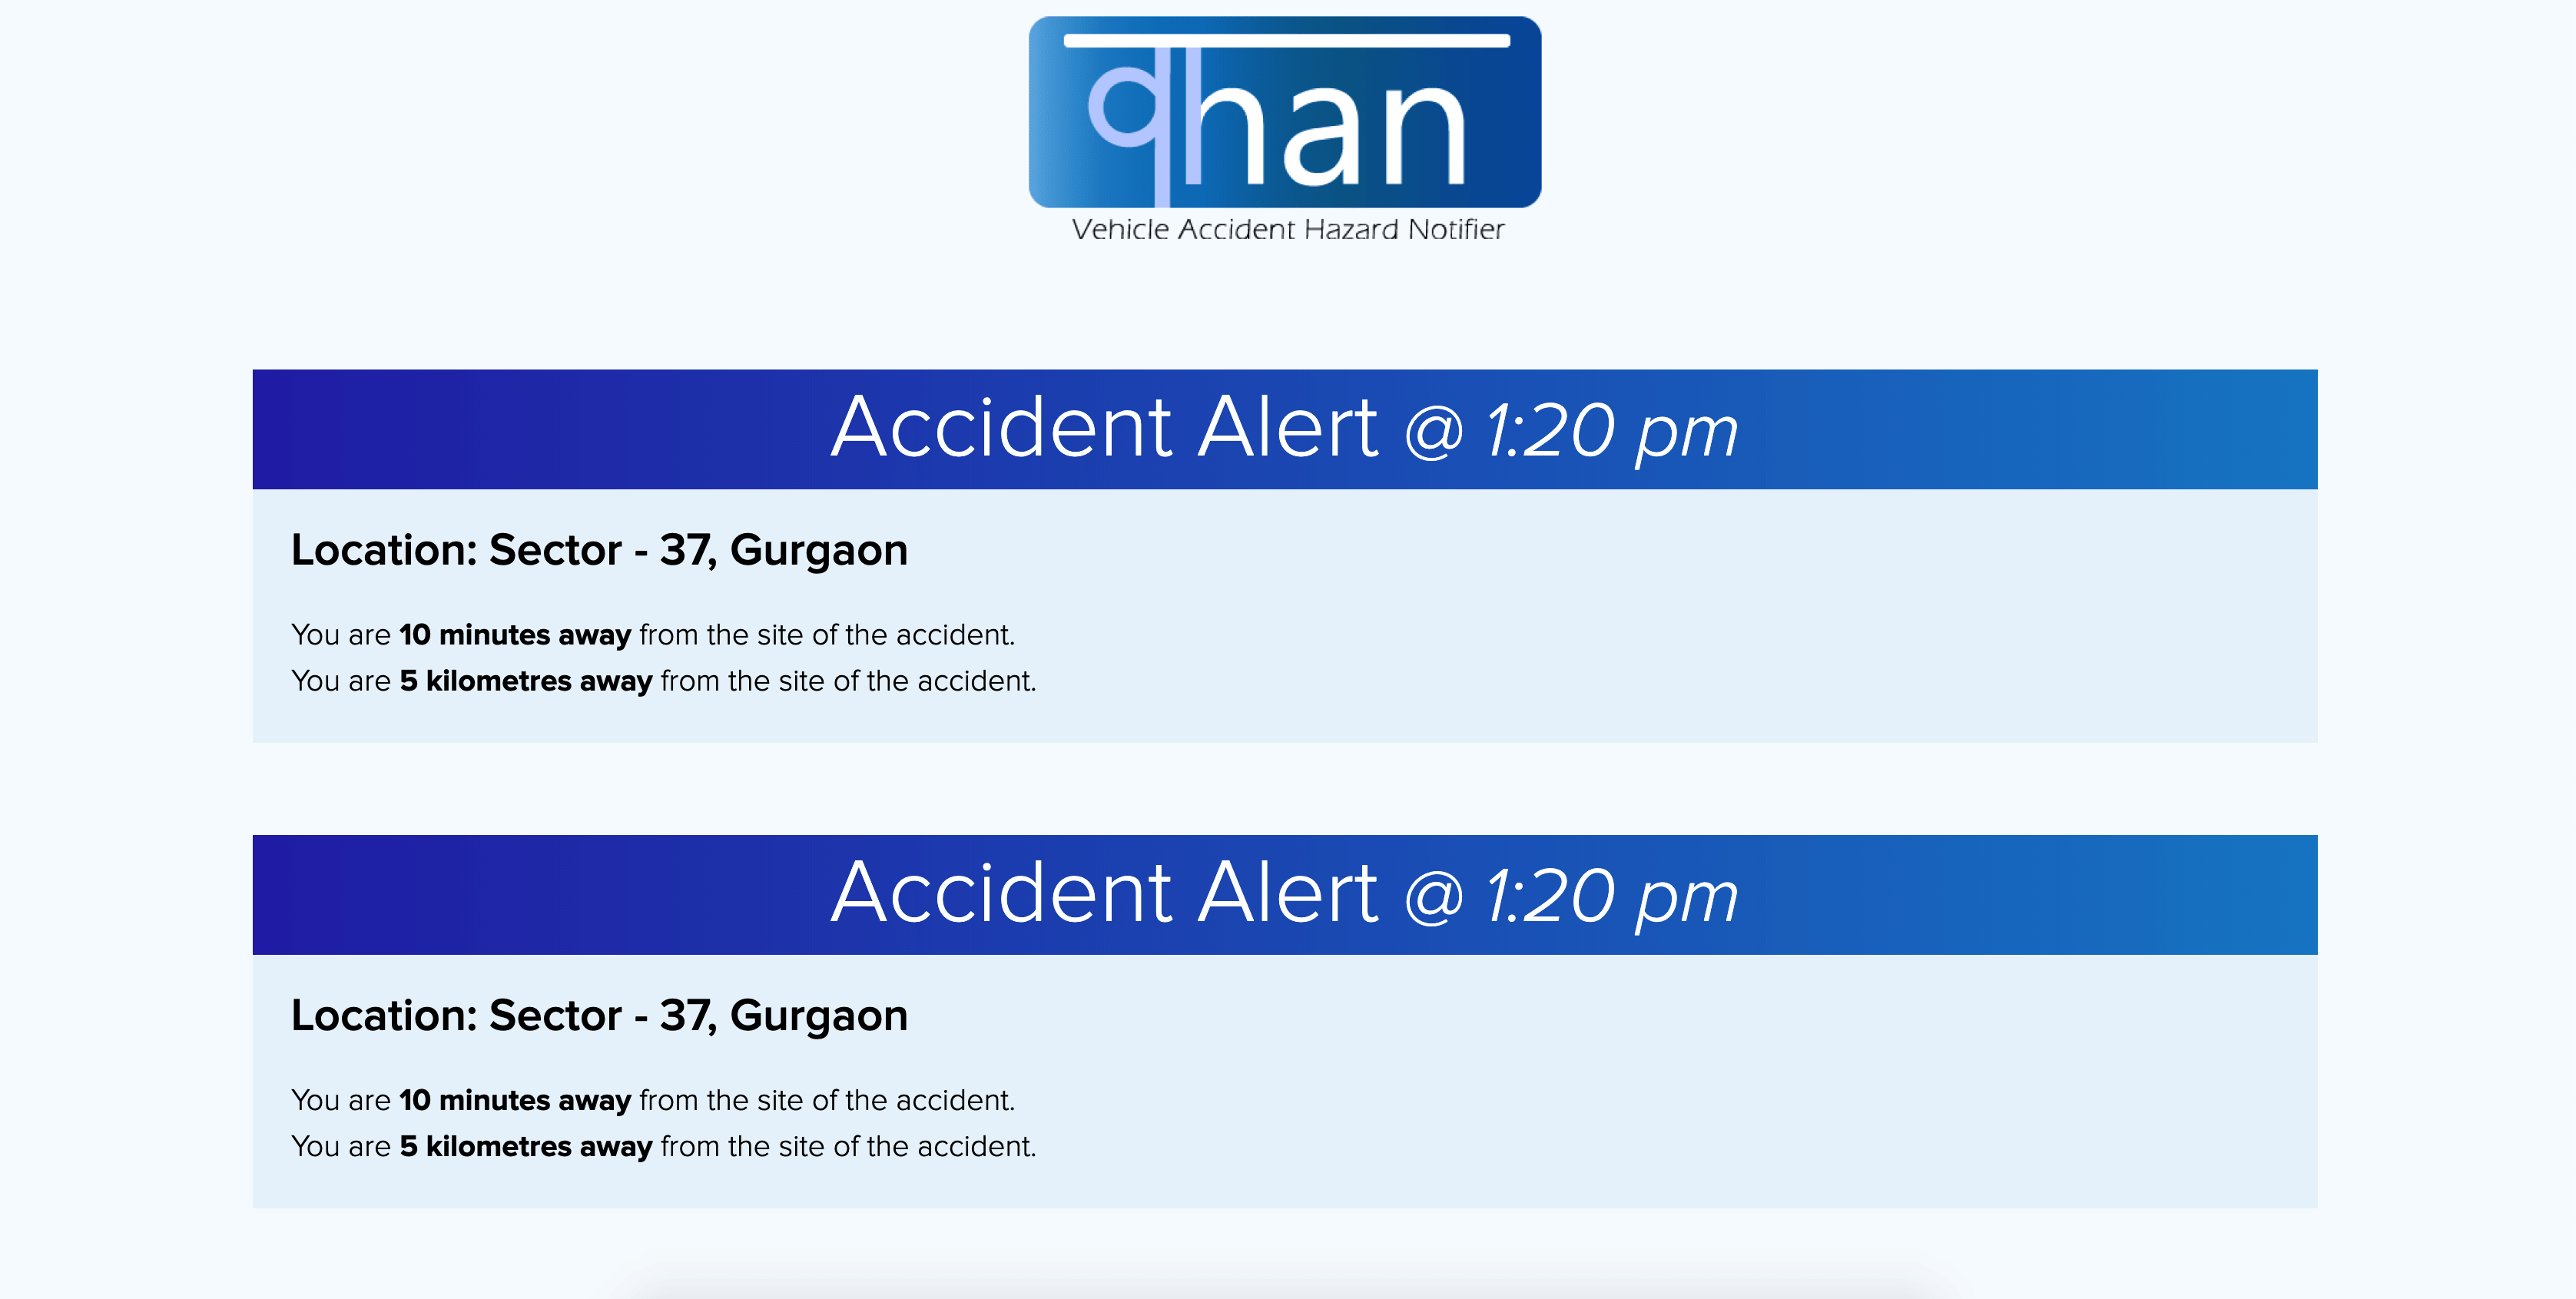 vhan
Vehicle Accident Hazard Notifier
Accident Alert @ 1:20 pm
Location: Sector - 37, Gurgaon
You are 10 minutes away from the site of the accident.
You are 5 kilometres away from the site of the accident.
Accident Alert @ 1:20 pm
Location: Sector - 37, Gurgaon
You are 10 minutes away from the site of the accident.
You are 5 kilometres away from the site of the accident.